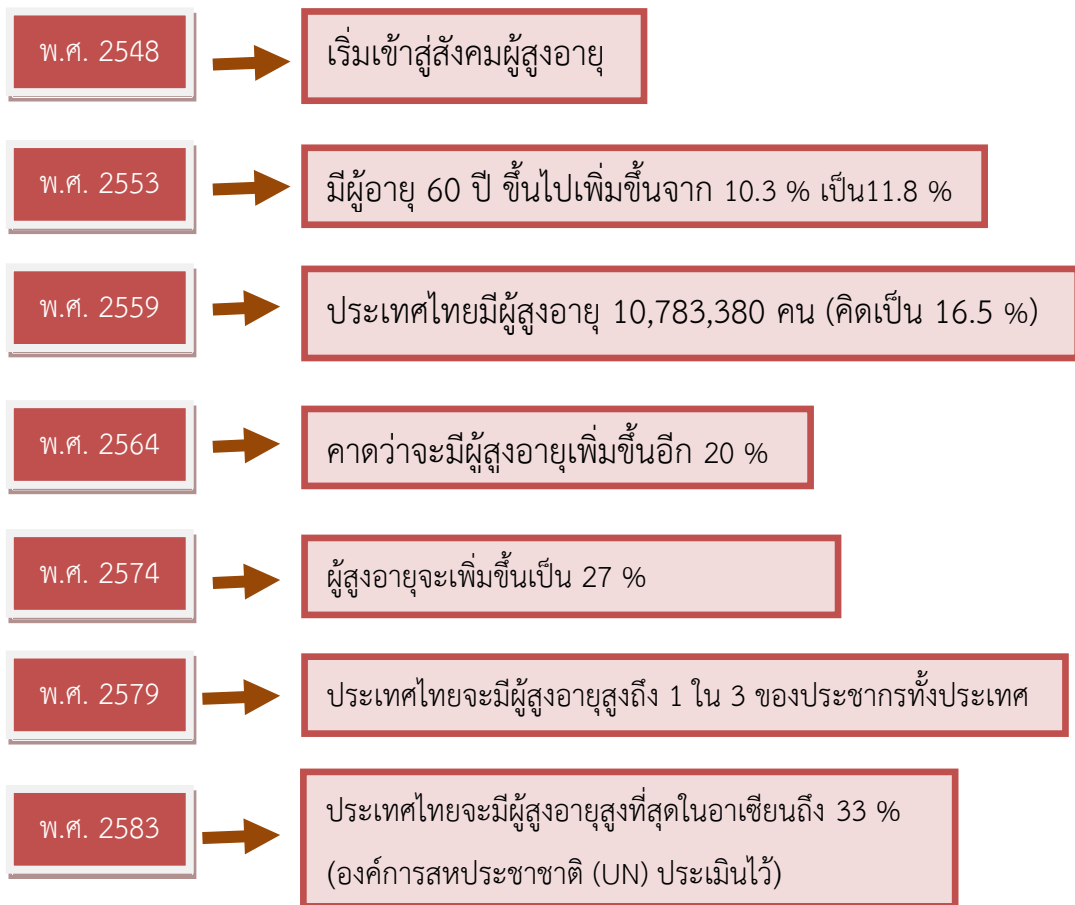 พ.ศ. 2548
เริ่มเข้าสู่สังคมผู้สูงอายุ
พ.ศ. 2553
มีผู้อายุ 60 ปี ขึ้นไปเพิ่มขึ้นจาก 10.3 % เป็น11.8 %
พ.ศ. 2559
ประเทศไทยมีผู้สูงอายุ 10,783,380 คน (คิดเป็น 16.5 %)
พ.ศ. 2564
คาดว่าจะมีผู้สูงอายุเพิ่มขึ้นอีก 20 %
พ.ศ. 2574
ผู้สูงอายุจะเพิ่มขึ้นเป็น 27 %
พ.ศ. 2579
ประเทศไทยจะมีผู้สูงอายุสูงถึง 1 ใน 3 ของประชากรทั้งประเทศ
พ.ศ. 2583
ประเทศไทยจะมีผู้สูงอายุสูงที่สุดในอาเซียนถึง 33 %
(องค์การสหประชาชาติ (UN) ประเมินไว้)